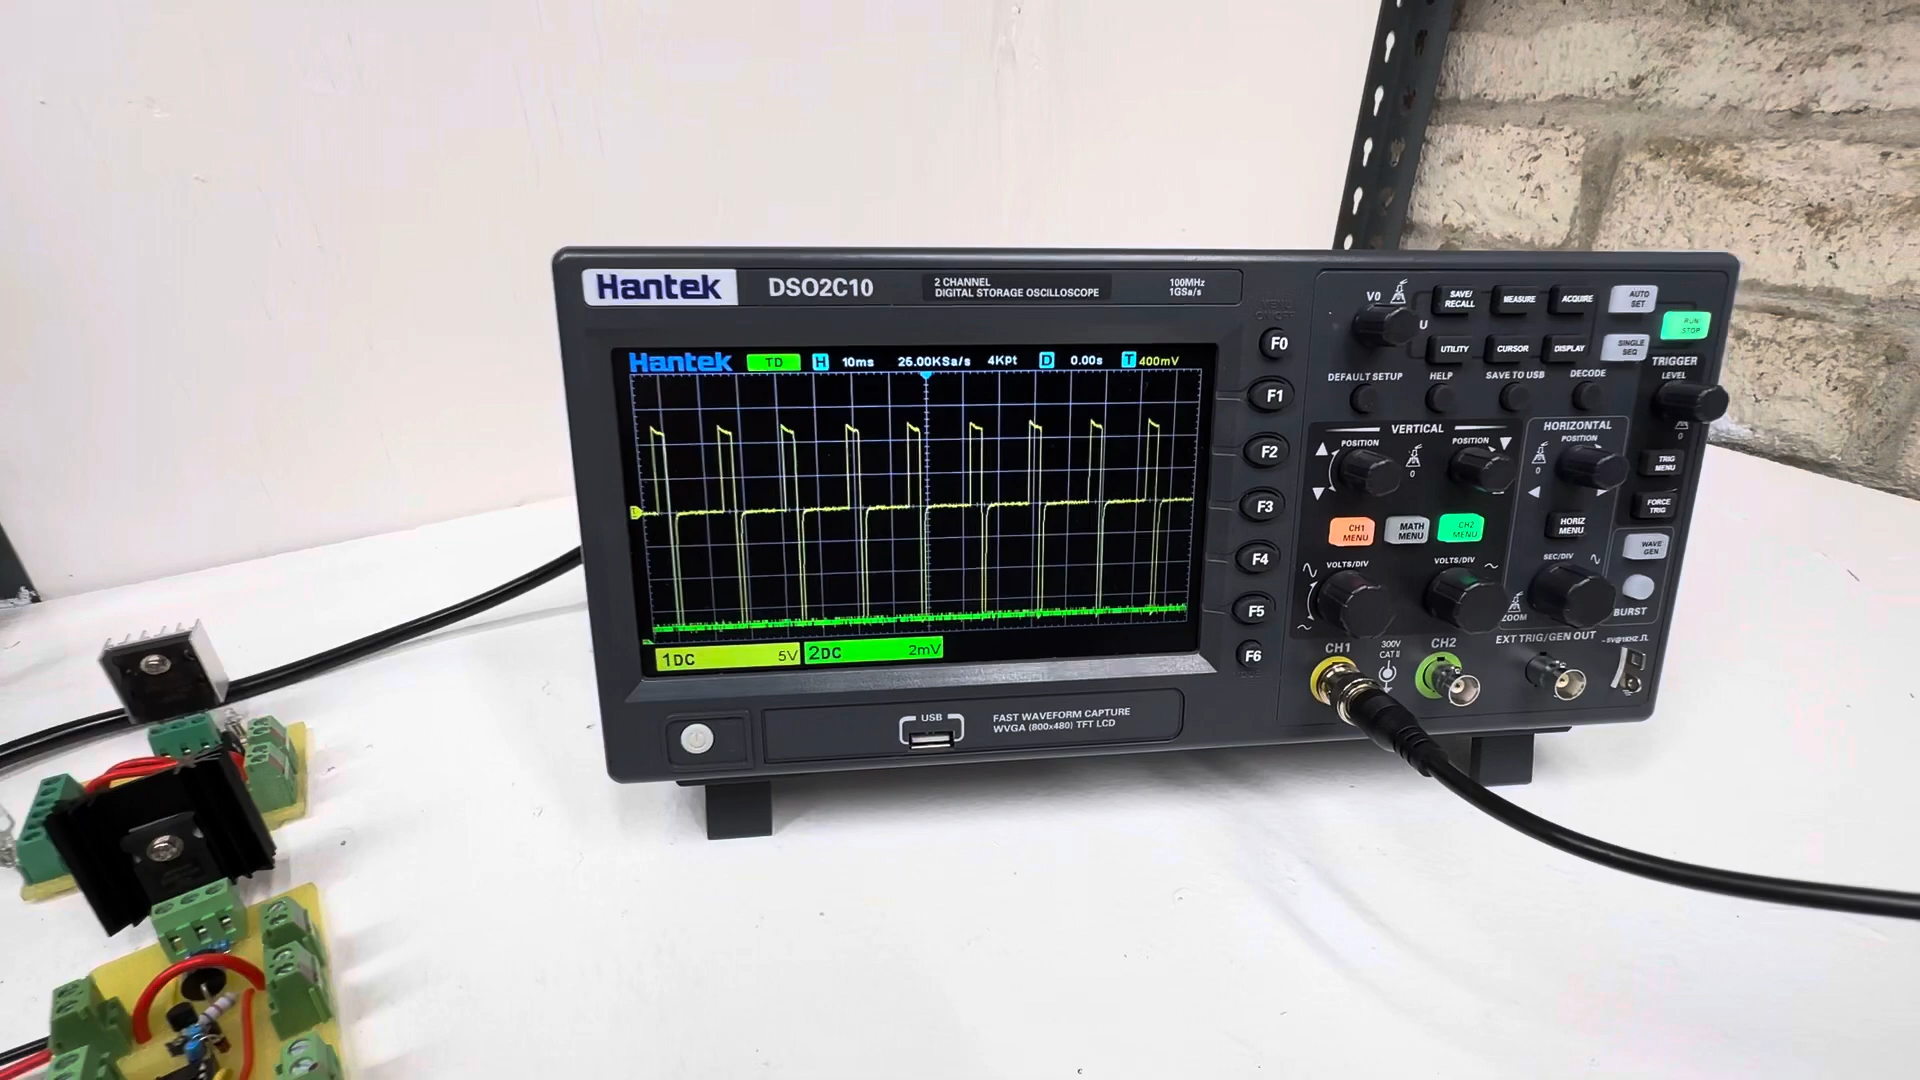 Hantek DSO2C10 2 CHANNEL
DIGITAL STORAGE OSCILLOSCOPE
100MHz
1GSa/s
Hantek TD H 10ms 25.00KSa/s 4KPt D 0.00s T 400mV
1DC 5V 2DC 2mV
F0
F1
F2
F3
F4
F5
F6
V0
SAVE/
RECALL
MEASURE
ACQUIRE
AUTO
SET
RUN
STOP
UTILITY
CURSOR
DISPLAY
SINGLE
SEQ
DEFAULT SETUP
HELP
SAVE TO USB
DECODE
TRIGGER
LEVEL
0
TRIG
MENU
FORCE
TRIG
VERTICAL
POSITION
0
POSITION
HORIZONTAL
POSITION
0
CH1
MENU
MATH
MENU
CH2
MENU
HORIZ
MENU
WAVE
GEN
VOLTS/DIV
VOLTS/DIV
SEC/DIV
ZOOM
BURST
CH1
300V
CAT II
CH2
EXT TRIG/GEN OUT
~5V@1KHZ
USB
FAST WAVEFORM CAPTURE
WVGA (800x480) TFT LCD